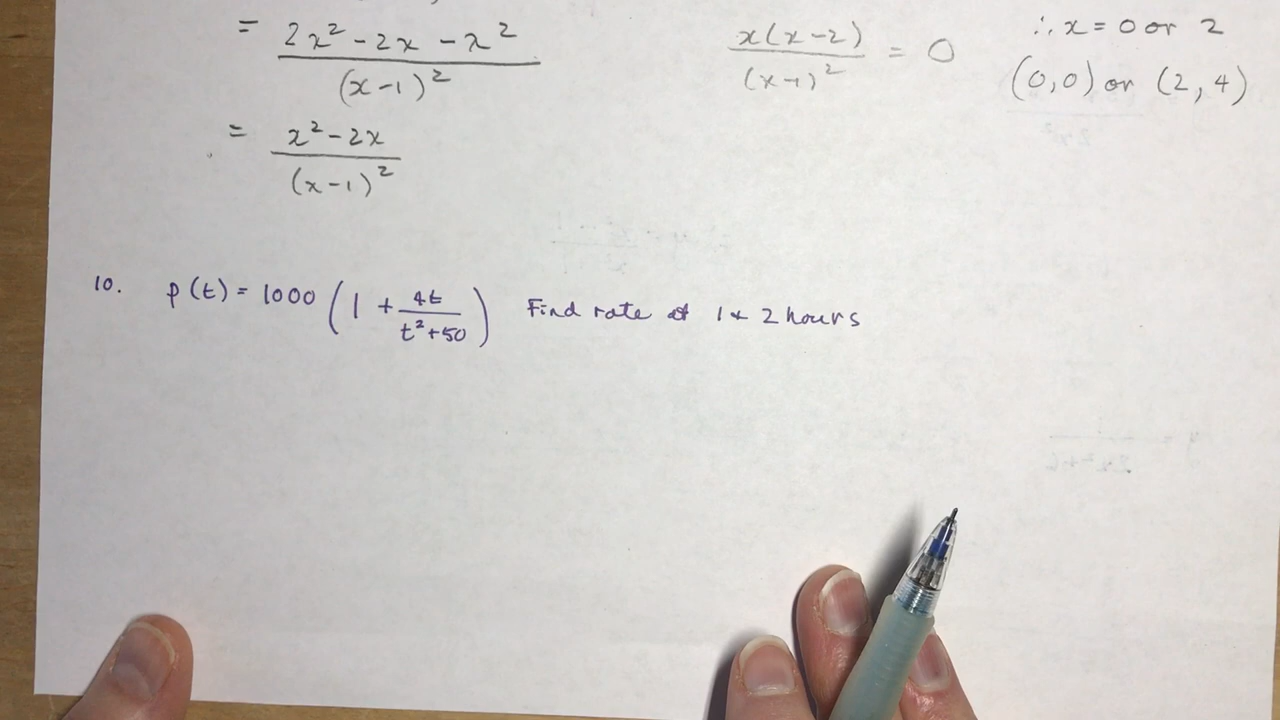 = 2x² - 2x - x² / (x-1)²
= x² - 2x / (x-1)²
x(x-2) / (x-1)² = 0
∴ x = 0 or 2
(0,0) or (2,4)
10. p(t) = 1000 (1 + 4t / t²+50) Find rate at 1 & 2 hours